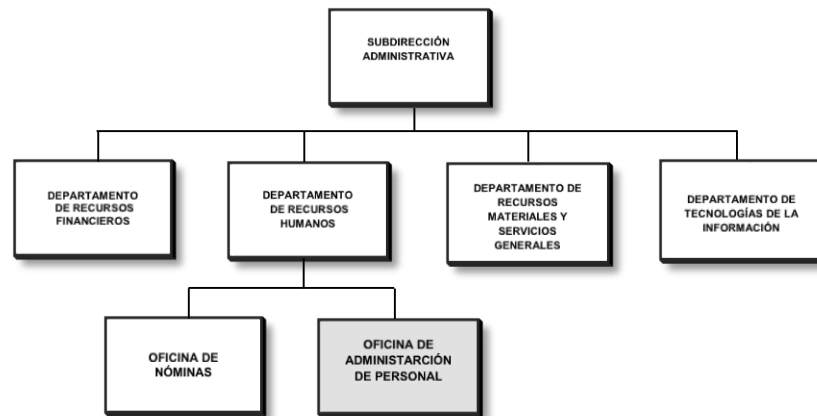 SUBDIRECCIÓN
ADMINISTRATIVA
DEPARTAMENTO
DE RECURSOS
FINANCIEROS
DEPARTAMENTO
DE RECURSOS
HUMANOS
DEPARTAMENTO DE
RECURSOS
MATERIALES Y
SERVICIOS
GENERALES
DEPARTAMENTO DE
TECNOLOGÍAS DE LA
INFORMACIÓN
OFICINA DE
NÓMINAS
OFICINA DE
ADMINISTARCIÓN
DE PERSONAL